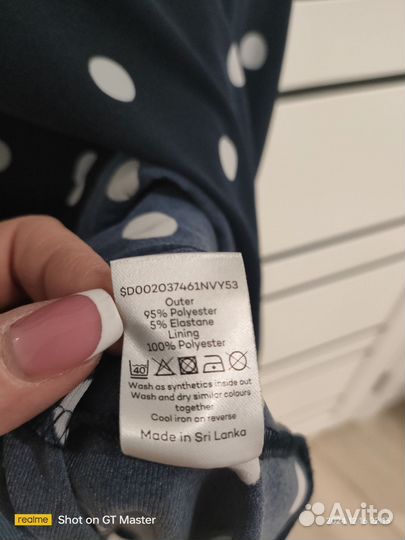 $D002037461NVY53
Outer
95% Polyester
5% Elastane
Lining
100% Polyester
40
Wash as synthetics inside out
Wash and dry similar colours
together
Cool iron on reverse
Made in Sri Lanka
realme
Shot on GT Master
Avito